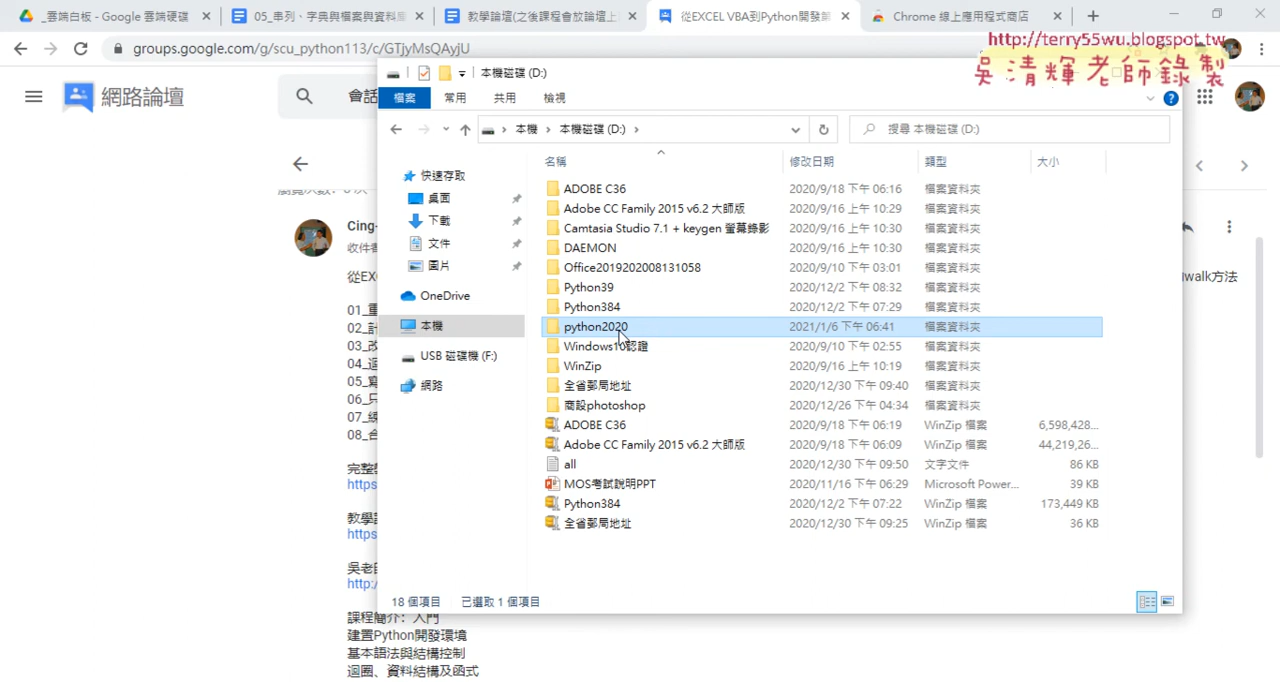 _雲端白板 - Google 雲端硬碟
05_串列、字典與檔案與資料庫
教學論壇(之後課程會放論壇上
從EXCEL VBA到Python開發第
Chrome 線上應用程式商店
groups.google.com/g/scu_python113/c/GTjyMsQAyjU
http://terry55wu.blogspot.tw
吳清輝老師錄製
網路論壇
會話
本機磁碟 (D:)
檔案 常用 共用 檢視
本機 本機磁碟 (D:)
搜尋 本機磁碟 (D:)
名稱 修改日期 類型 大小
快速存取
桌面
下載
文件
圖片
OneDrive
本機
USB 磁碟機 (F:)
網路
ADOBE C36 2020/9/18 下午 06:16 檔案資料夾
Adobe CC Family 2015 v6.2 大師版 2020/9/16 上午 10:29 檔案資料夾
Camtasia Studio 7.1 + keygen 螢幕錄影 2020/9/16 上午 10:30 檔案資料夾
DAEMON 2020/9/16 上午 10:30 檔案資料夾
Office2019202008131058 2020/9/10 下午 03:01 檔案資料夾
Python39 2020/12/2 下午 08:32 檔案資料夾
Python384 2020/12/2 下午 07:29 檔案資料夾
python2020 2021/1/6 下午 06:41 檔案資料夾
Windows10認證 2020/9/10 下午 02:55 檔案資料夾
WinZip 2020/9/16 上午 10:19 檔案資料夾
全省郵局地址 2020/12/30 下午 09:40 檔案資料夾
商設photoshop 2020/12/26 下午 04:34 檔案資料夾
ADOBE C36 2020/9/18 下午 06:19 WinZip 檔案 6,598,428...
Adobe CC Family 2015 v6.2 大師版 2020/9/18 下午 06:09 WinZip 檔案 44,219,26...
all 2020/12/30 下午 09:50 文字文件 86 KB
MOS考試說明PPT 2020/11/16 下午 06:29 Microsoft Power... 39 KB
Python384 2020/12/2 下午 07:22 WinZip 檔案 173,449 KB
全省郵局地址 2020/12/30 下午 09:25 WinZip 檔案 36 KB
18 個項目 已選取 1 個項目
Cing-
收件者
從EX
walk方法
01_重
02_計
03_改
04_迴
05_寫
06_只
07_練
08_台
完整教
https
教學論
https
吳老師
http:/
課程簡介：入門
建置Python開發環境
基本語法與結構控制
迴圈、資料結構及函式